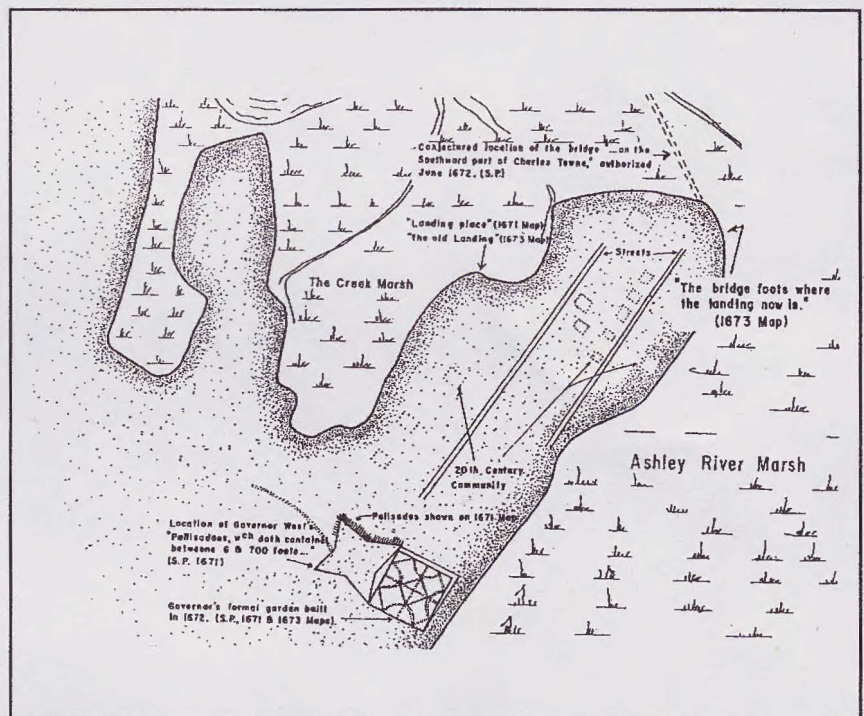 Conjectured location of the bridge "...on the
Southward part of Charles Towne," authorized
June 1672. (S.P.)
"Landing place" (1671 Map)
"The old Landing" (1673 Map)
Streets
The Creek Marsh
"The bridge foots where
the landing now is."
(1673 Map)
Ashley River Marsh
20th Century
Community
Palisades shown on 1671 Map
Location of Governor West's
"Pallisadoes, wch doth containe
between 6 & 700 foote..."
(S.P. 1671)
Governor's formal garden built
in 1672. (S.P., 1671 & 1673 Maps).